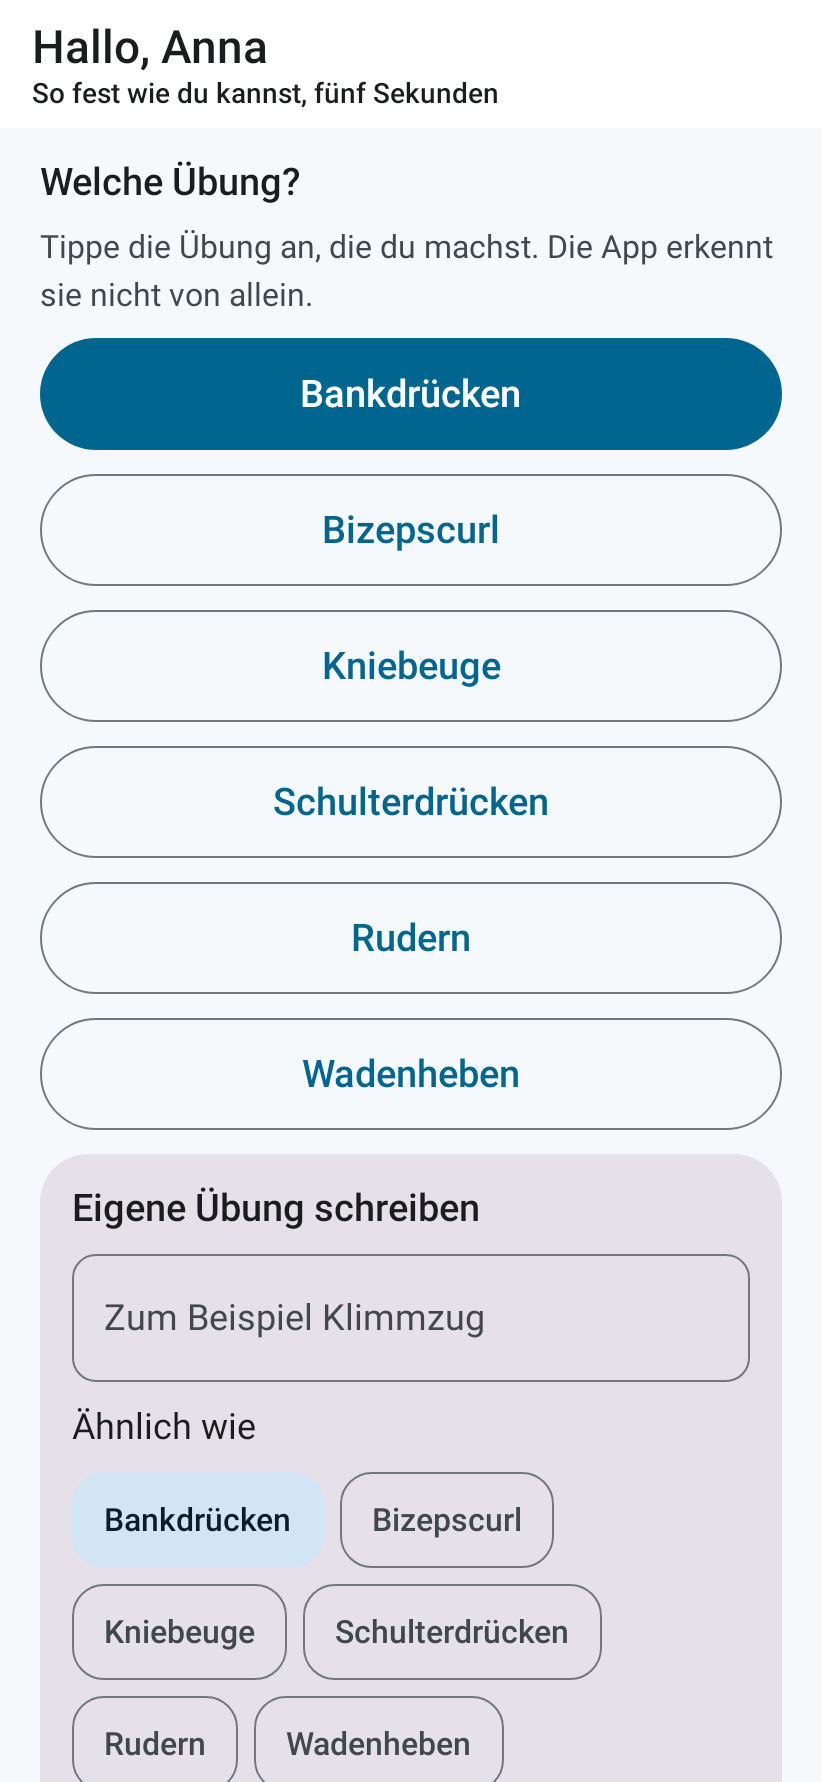 Hallo, Anna
So fest wie du kannst, fünf Sekunden
Welche Übung?
Tippe die Übung an, die du machst. Die App erkennt
sie nicht von allein.
Bankdrücken
Bizepscurl
Kniebeuge
Schulterdrücken
Rudern
Wadenheben
Eigene Übung schreiben
Zum Beispiel Klimmzug
Ähnlich wie
Bankdrücken
Bizepscurl
Kniebeuge
Schulterdrücken
Rudern
Wadenheben